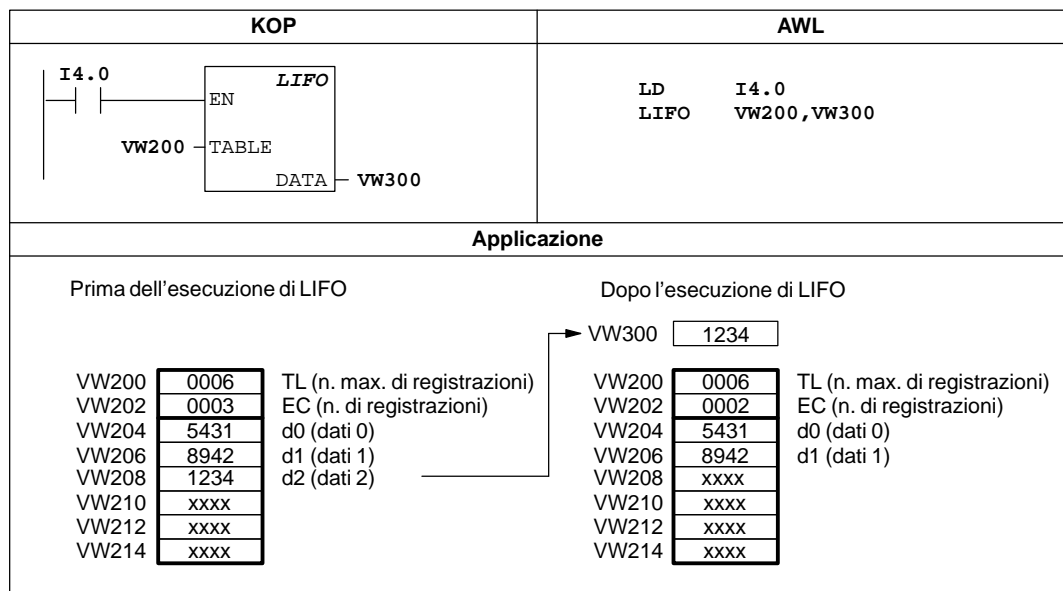 KOP
AWL
I4.0
LIFO
EN
VW200
TABLE
DATA
VW300
LD I4.0
LIFO VW200,VW300
Applicazione
Prima dell'esecuzione di LIFO
VW200 0006 TL (n. max. di registrazioni)
VW202 0003 EC (n. di registrazioni)
VW204 5431 d0 (dati 0)
VW206 8942 d1 (dati 1)
VW208 1234 d2 (dati 2)
VW210 xxxx
VW212 xxxx
VW214 xxxx
Dopo l'esecuzione di LIFO
VW300 1234
VW200 0006 TL (n. max. di registrazioni)
VW202 0002 EC (n. di registrazioni)
VW204 5431 d0 (dati 0)
VW206 8942 d1 (dati 1)
VW208 xxxx
VW210 xxxx
VW212 xxxx
VW214 xxxx